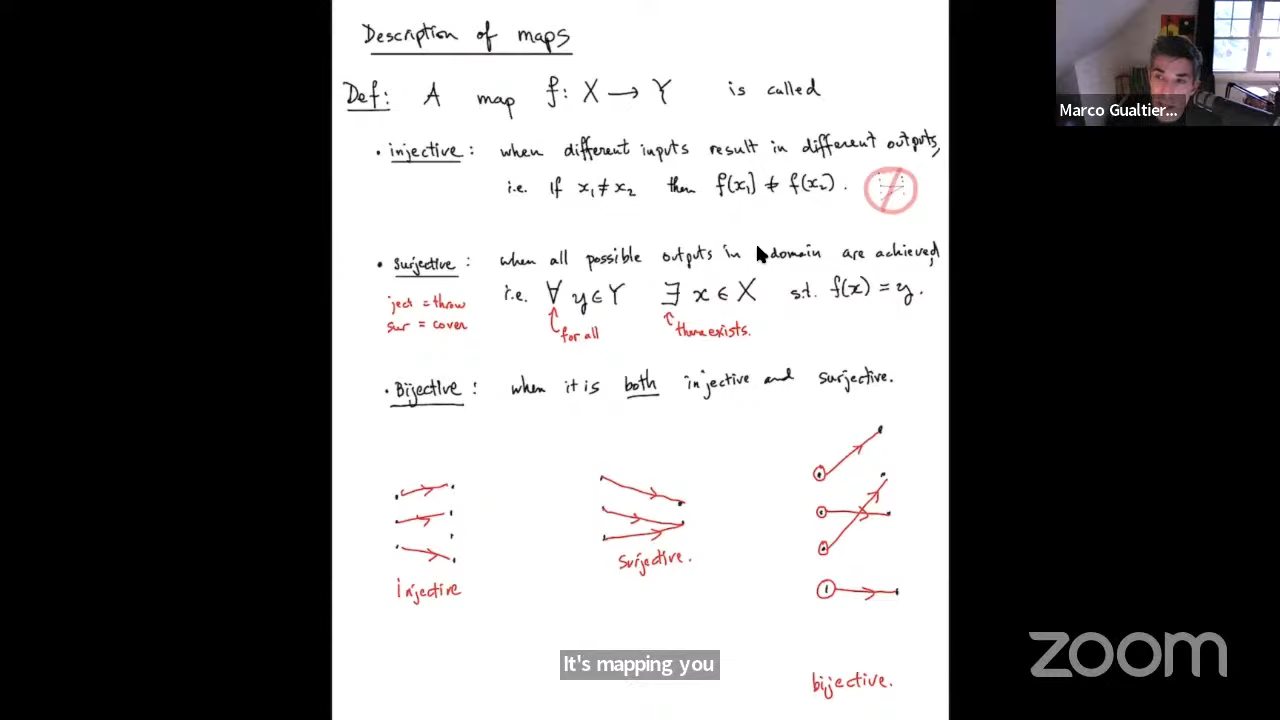 Description of maps
Marco Gualtier...
Def: A map f: X → Y is called
• injective: when different inputs result in different outputs,
i.e. If x₁ ≠ x₂ then f(x₁) ≠ f(x₂).
• Surjective: when all possible outputs in domain are achieved,
ject = throw
sur = cover
i.e. ∀ y ∈ Y ∃ x ∈ X s.t. f(x) = y.
for all there exists.
• Bijective: when it is both injective and surjective.
Injective
Surjective.
It's mapping you
bijective.
zoom